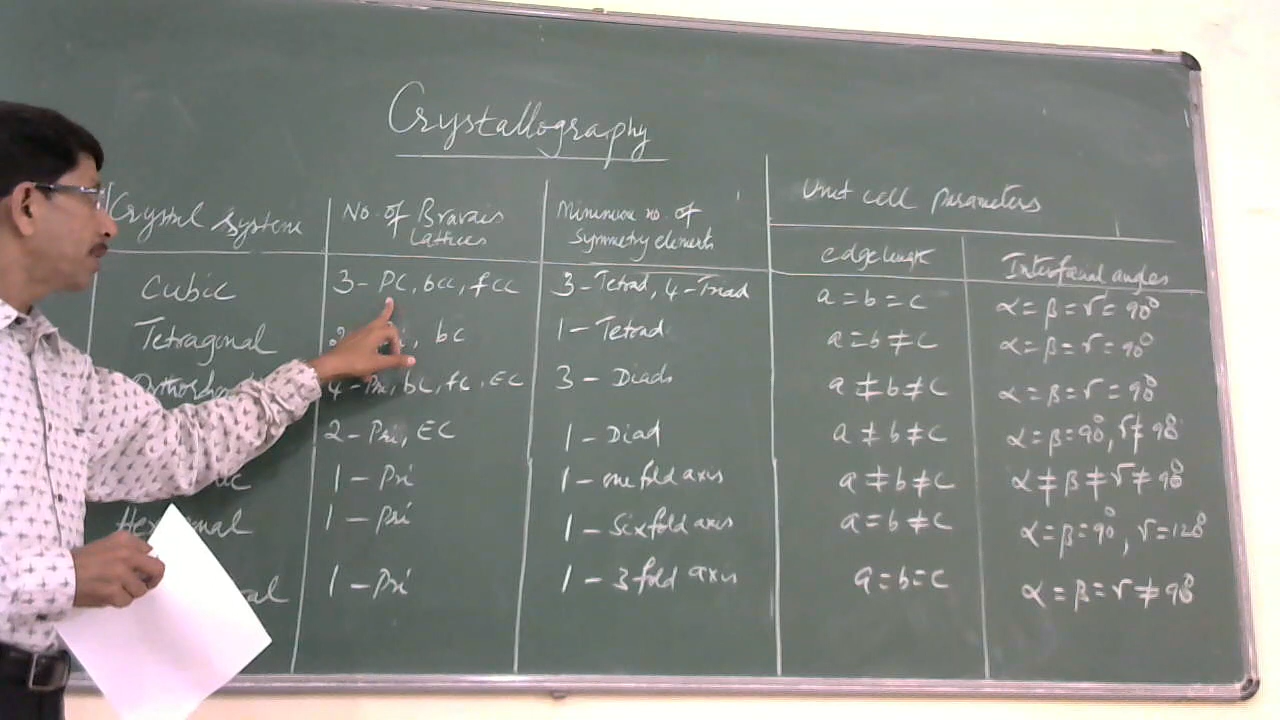 Crystallography
Crystal system No. of Bravais Lattices Minimum no. of Symmetry elements Unit cell parameters
edge length Interfacial angles
Cubic 3 - PC, bcc, fcc 3 - Tetrad, 4 - Triad a = b = c α = β = γ = 90°
Tetragonal , bc 1 - Tetrad a = b ≠ c α = β = γ = 90°
4 - Pri, bc, fc, EC 3 - Diads a ≠ b ≠ c α = β = γ = 90°
2 - Pri, EC 1 - Diad a ≠ b ≠ c α = β = 90°, γ ≠ 90°
1 - Pri 1 - one fold axis a ≠ b ≠ c α ≠ β ≠ γ ≠ 90°
1 - Pri 1 - Six fold axis a = b ≠ c α = β = 90°, γ = 120°
1 - Pri 1 - 3 fold axis a = b = c α = β = γ ≠ 90°